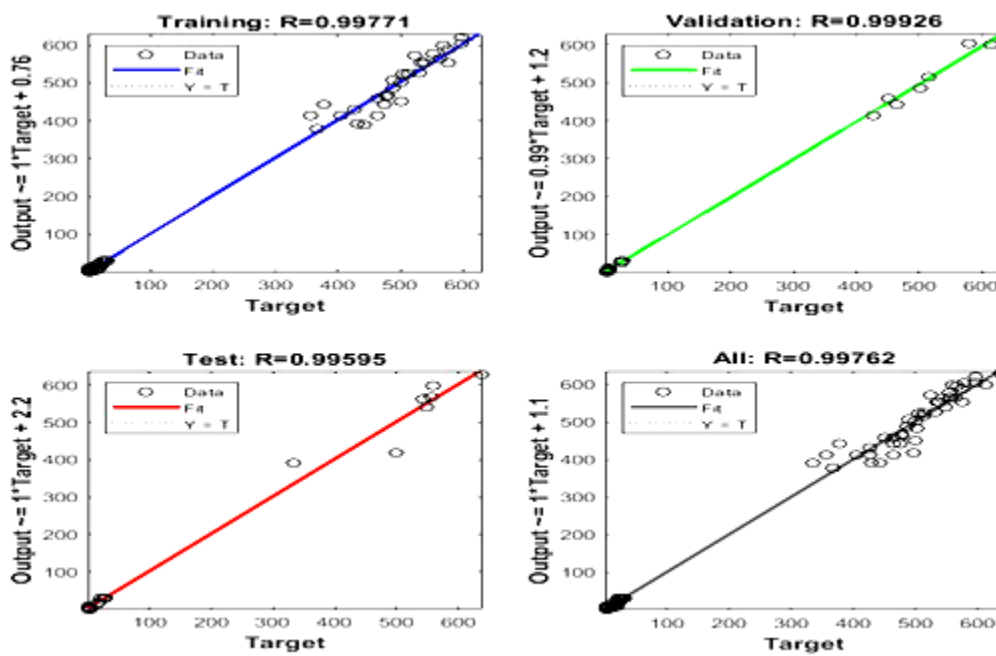 Training: R=0.99771
Output ~= 1*Target + 0.76
600
500
400
300
200
100
Data
Fit
Y = T
100 200 300 400 500 600
Target
Validation: R=0.99926
Output ~= 0.99*Target + 1.2
600
500
400
300
200
100
Data
Fit
Y = T
100 200 300 400 500 600
Target
Test: R=0.99595
Output ~= 1*Target + 2.2
600
500
400
300
200
100
Data
Fit
Y = T
100 200 300 400 500 600
Target
All: R=0.99762
Output ~= 1*Target + 1.1
600
500
400
300
200
100
Data
Fit
Y = T
100 200 300 400 500 600
Target